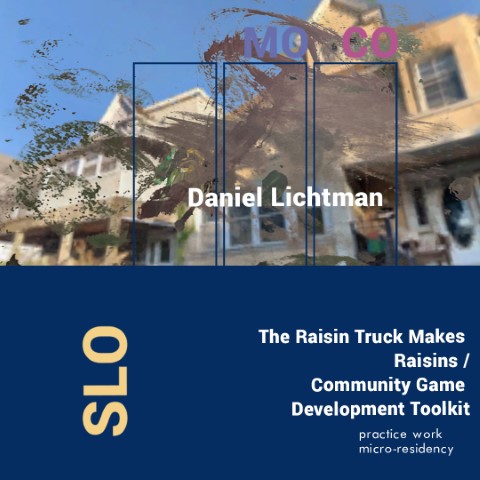 MO CO
Daniel Lichtman
SLO
The Raisin Truck Makes
Raisins /
Community Game
Development Toolkit
practice work
micro-residency